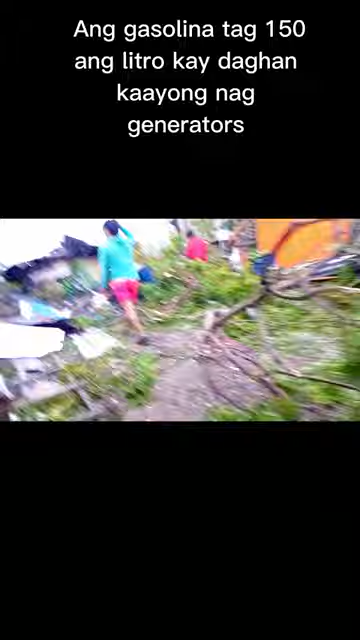 Ang gasolina tag 150
ang litro kay daghan
kaayong nag
generators